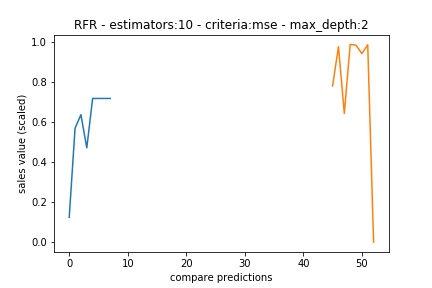 RFR - estimators:10 - criteria:mse - max_depth:2
1.0
0.8
0.6
0.4
0.2
0.0
sales value (scaled)
0 10 20 30 40 50
compare predictions